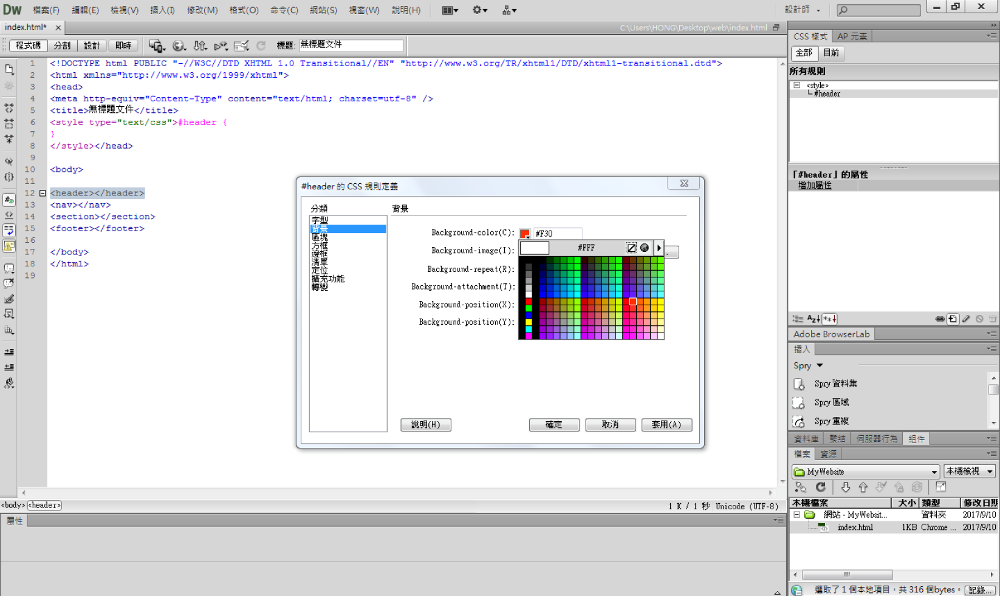 Dw 檔案(F) 編輯(E) 檢視(V) 插入(I) 修改(M) 格式(O) 命令(C) 網站(S) 視窗(W) 說明(H) 設計師
index.html* C:\Users\HONG\Desktop\web\index.html
程式碼 分割 設計 即時 標題: 無標題文件
1 <!DOCTYPE html PUBLIC "-//W3C//DTD XHTML 1.0 Transitional//EN" "http://www.w3.org/TR/xhtml1/DTD/xhtml1-transitional.dtd">
2 <html xmlns="http://www.w3.org/1999/xhtml">
3 <head>
4 <meta http-equiv="Content-Type" content="text/html; charset=utf-8" />
5 <title>無標題文件</title>
6 <style type="text/css">#header {
7 }
8 </style></head>
9
10 <body>
11
12 <header></header>
13 <nav></nav>
14 <section></section>
15 <footer></footer>
16
17 </body>
18 </html>
19
#header 的 CSS 規則定義
分類
字型
背景
區塊
方框
邊框
清單
定位
擴充功能
轉變
背景
Background-color(C): #F30
Background-image(I):
Background-repeat(R):
Background-attachment(T):
Background-position(X):
Background-position(Y):
#FFF
說明(H) 確定 取消 套用(A)
<body> <header> 1 K / 1 秒 Unicode (UTF-8)
屬性
CSS 樣式 AP 元素
全部 目前
所有規則
<style>
#header
「#header」的屬性
增加屬性
Adobe BrowserLab
插入
Spry
Spry 資料集
Spry 區域
Spry 重複
資料庫 繫結 伺服器行為 組件
檔案 資源
MyWebsite 本機檢視
本機檔案 大小 類型 修改日期
網站 - MyWebsit... 資料夾 2017/9/10
index.html 1KB Chrome ... 2017/9/10
選取了 1 個本地項目，共 316 個bytes。 記錄...